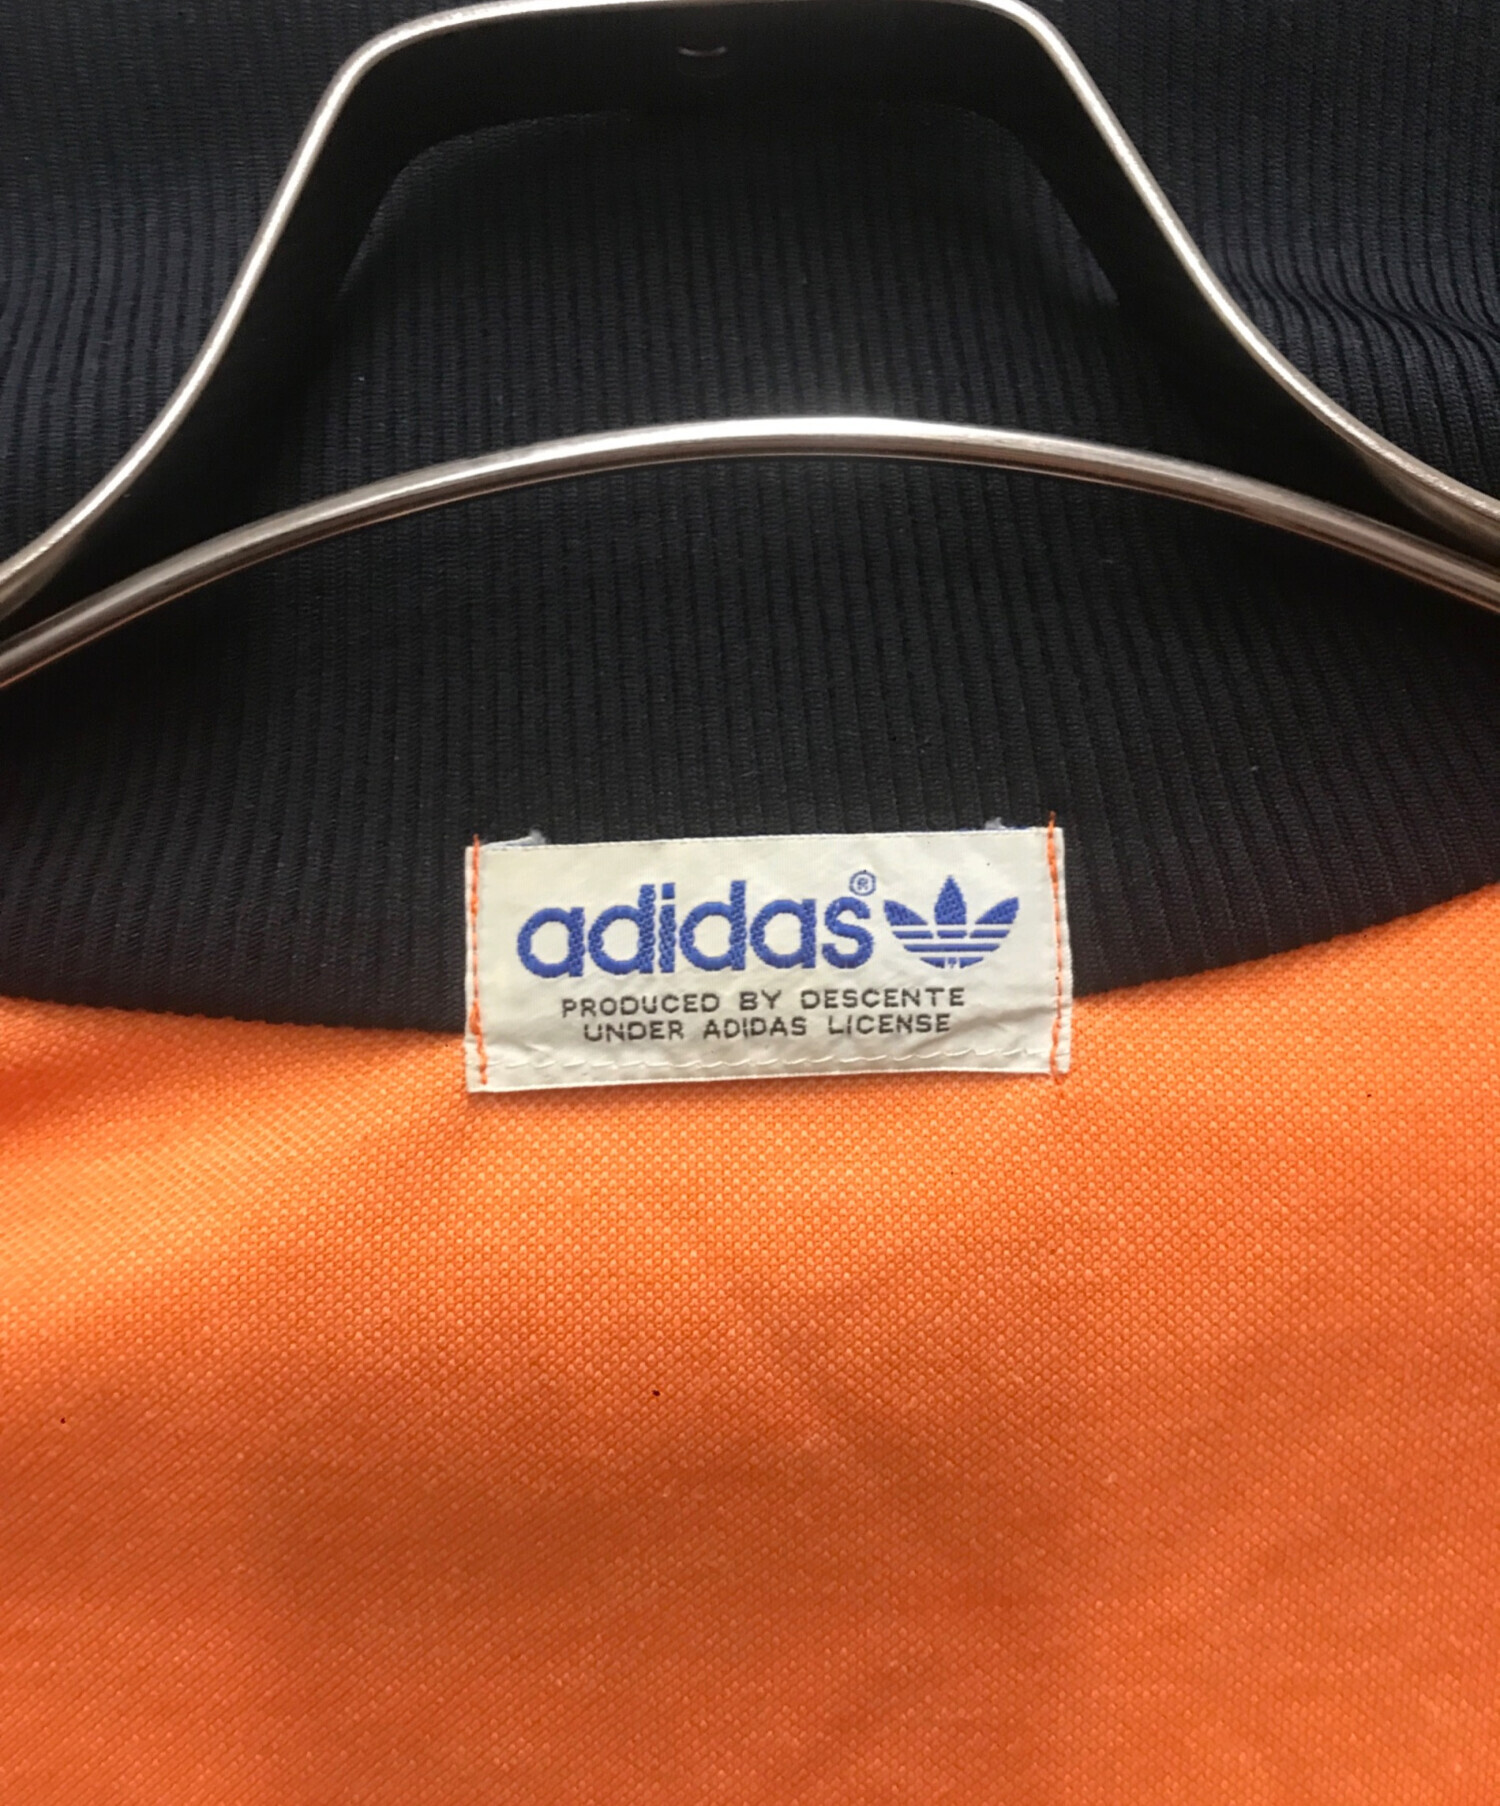 adidas®
PRODUCED BY DESCENTE
UNDER ADIDAS LICENSE